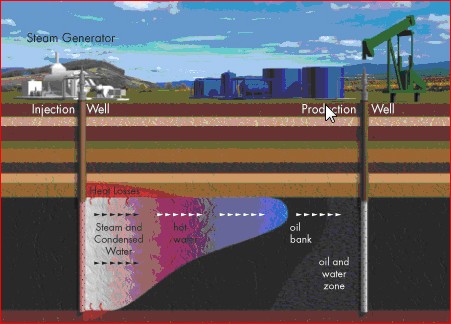 Steam Generator
Injection Well
Production Well
Heat Losses
Steam and
Condensed
Water
hot
water
oil
bank
oil and
water
zone